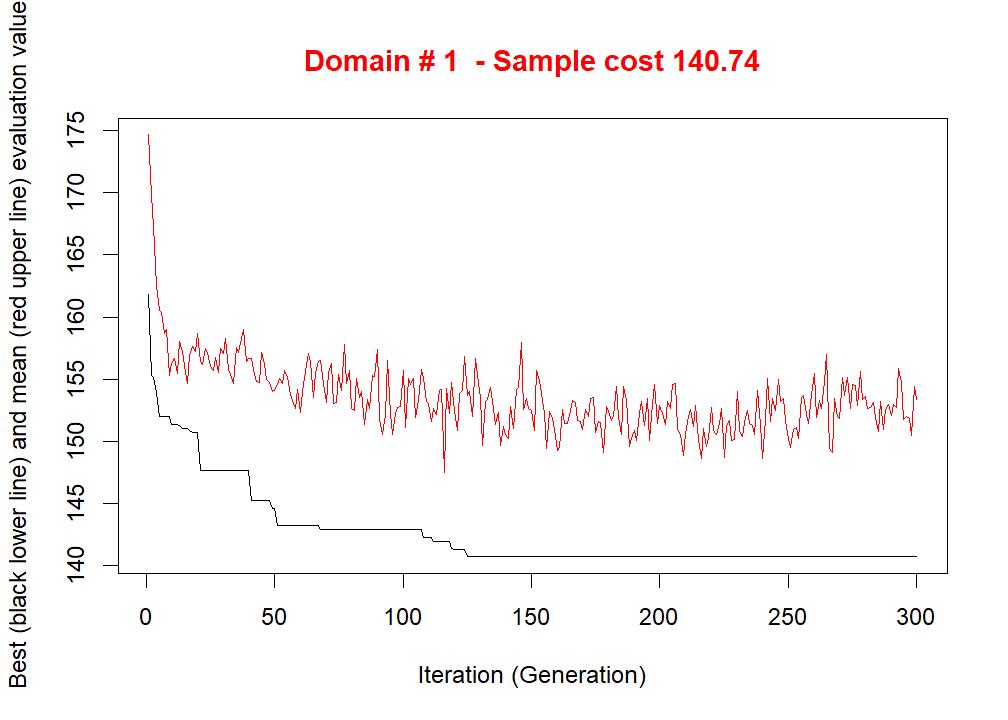 Domain # 1  - Sample cost 140.74
Best (black lower line) and mean (red upper line) evaluation value
175
170
165
160
155
150
145
140
0 50 100 150 200 250 300
Iteration (Generation)